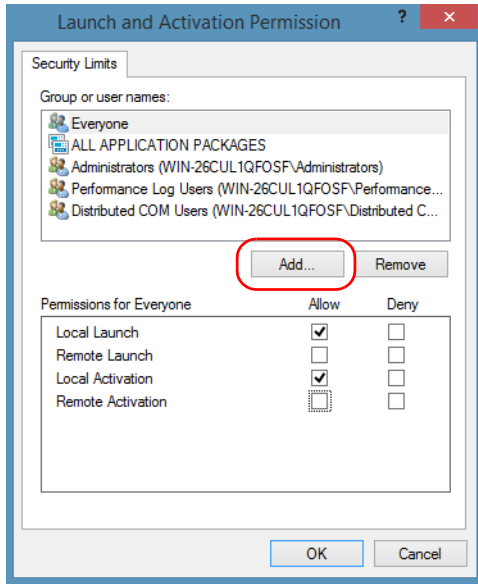 Launch and Activation Permission ? ×
Security Limits
Group or user names:
Everyone
ALL APPLICATION PACKAGES
Administrators (WIN-26CUL1QFOSF\Administrators)
Performance Log Users (WIN-26CUL1QFOSF\Performance...
Distributed COM Users (WIN-26CUL1QFOSF\Distributed C...
Add... Remove
Permissions for Everyone Allow Deny
Local Launch
Remote Launch
Local Activation
Remote Activation
OK Cancel